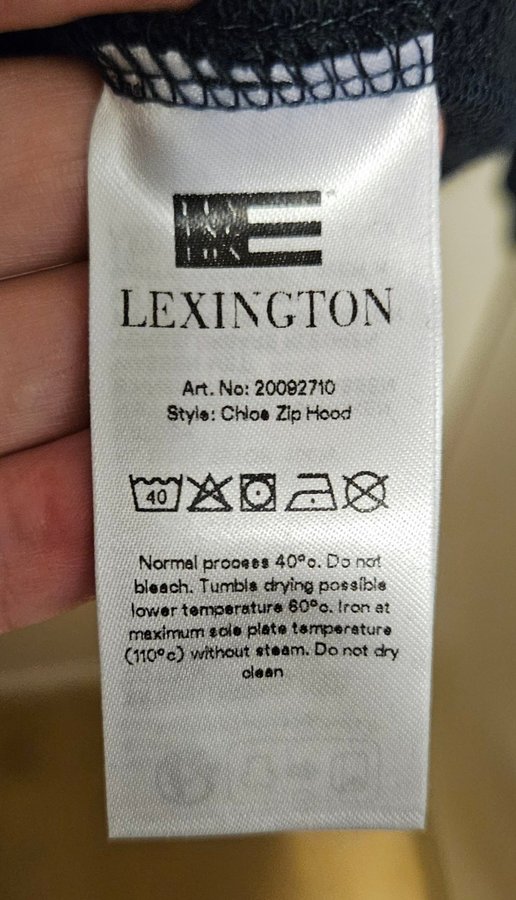 LEXINGTON
Art. No: 20092710
Style: Chloe Zip Hood
40
Normal process 40°c. Do not
bleach. Tumble drying possible
lower temperature 60°c. Iron at
maximum sole plate temperature
(110°c) without steam. Do not dry
clean